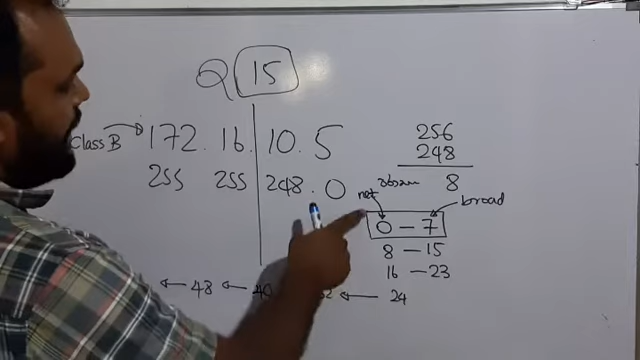 Q 15
Class B 172. 16. 10. 5
255 255 248. 0
256
248
8
net broad
0 - 7
8 - 15
16 - 23
48 40 24